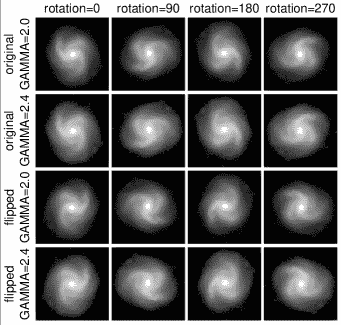 rotation=0 rotation=90 rotation=180 rotation=270
original
GAMMA=2.0
original
GAMMA=2.4
flipped
GAMMA=2.0
flipped
GAMMA=2.4